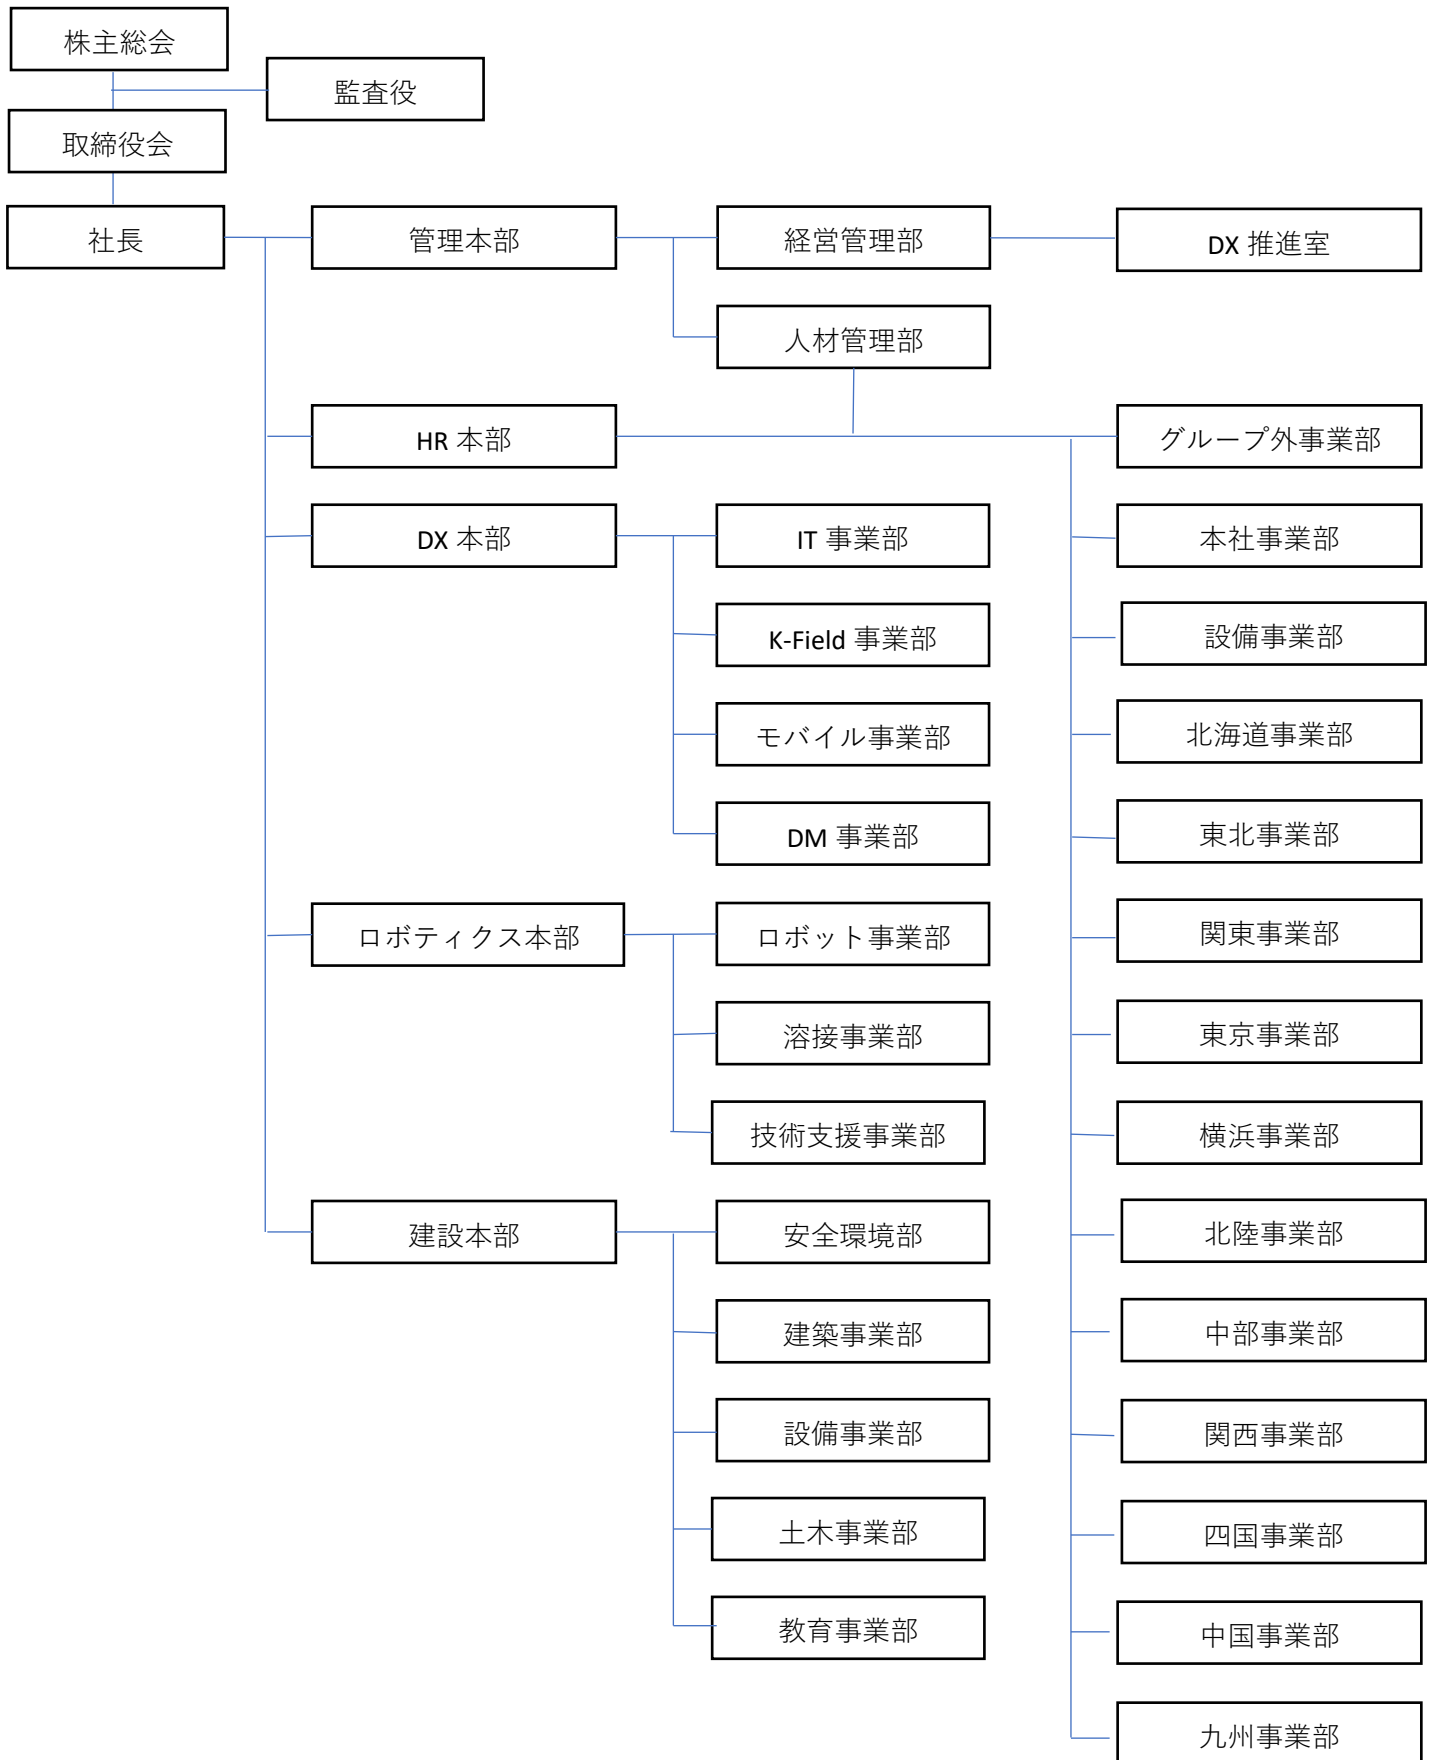 株主総会
監査役
取締役会
社長
管理本部
経営管理部
DX 推進室
人材管理部
HR 本部
グループ外事業部
DX 本部
IT 事業部
本社事業部
K-Field 事業部
設備事業部
モバイル事業部
北海道事業部
DM 事業部
東北事業部
ロボティクス本部
ロボット事業部
関東事業部
溶接事業部
東京事業部
技術支援事業部
横浜事業部
建設本部
安全環境部
北陸事業部
建築事業部
中部事業部
設備事業部
関西事業部
土木事業部
四国事業部
教育事業部
中国事業部
九州事業部